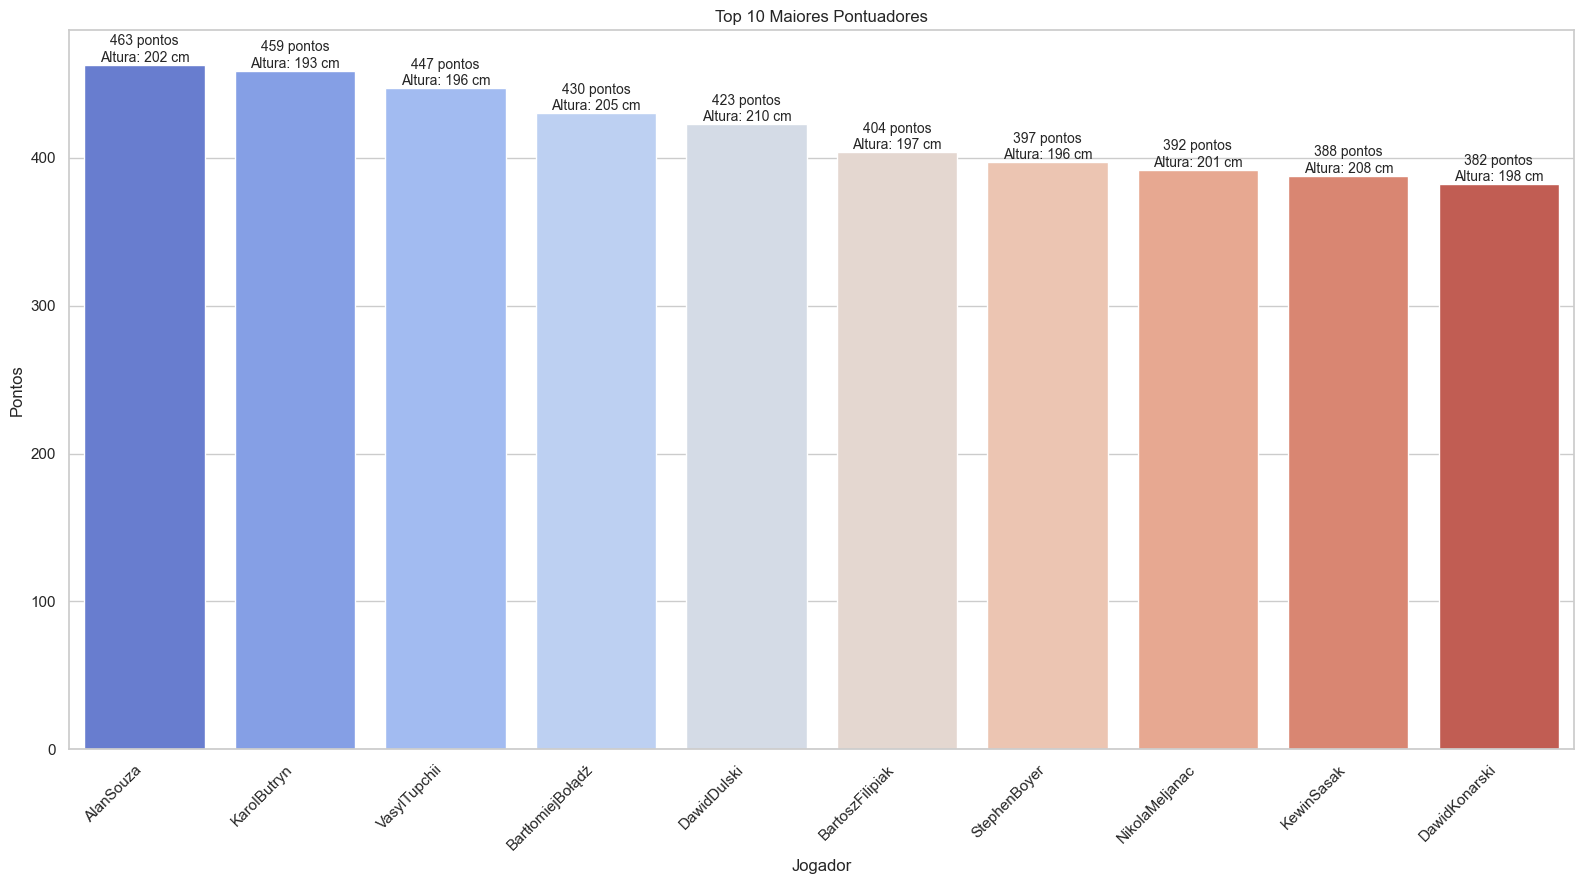 Top 10 Maiores Pontuadores
463 pontos
Altura: 202 cm
459 pontos
Altura: 193 cm
447 pontos
Altura: 196 cm
430 pontos
Altura: 205 cm
423 pontos
Altura: 210 cm
404 pontos
Altura: 197 cm
397 pontos
Altura: 196 cm
392 pontos
Altura: 201 cm
388 pontos
Altura: 208 cm
382 pontos
Altura: 198 cm
Pontos
400
300
200
100
0
AlanSouza
KarolButryn
VasylTupchii
BartłomiejBołądź
DawidDulski
BartoszFilipiak
StephenBoyer
NikolaMeljanac
KewinSasak
DawidKonarski
Jogador